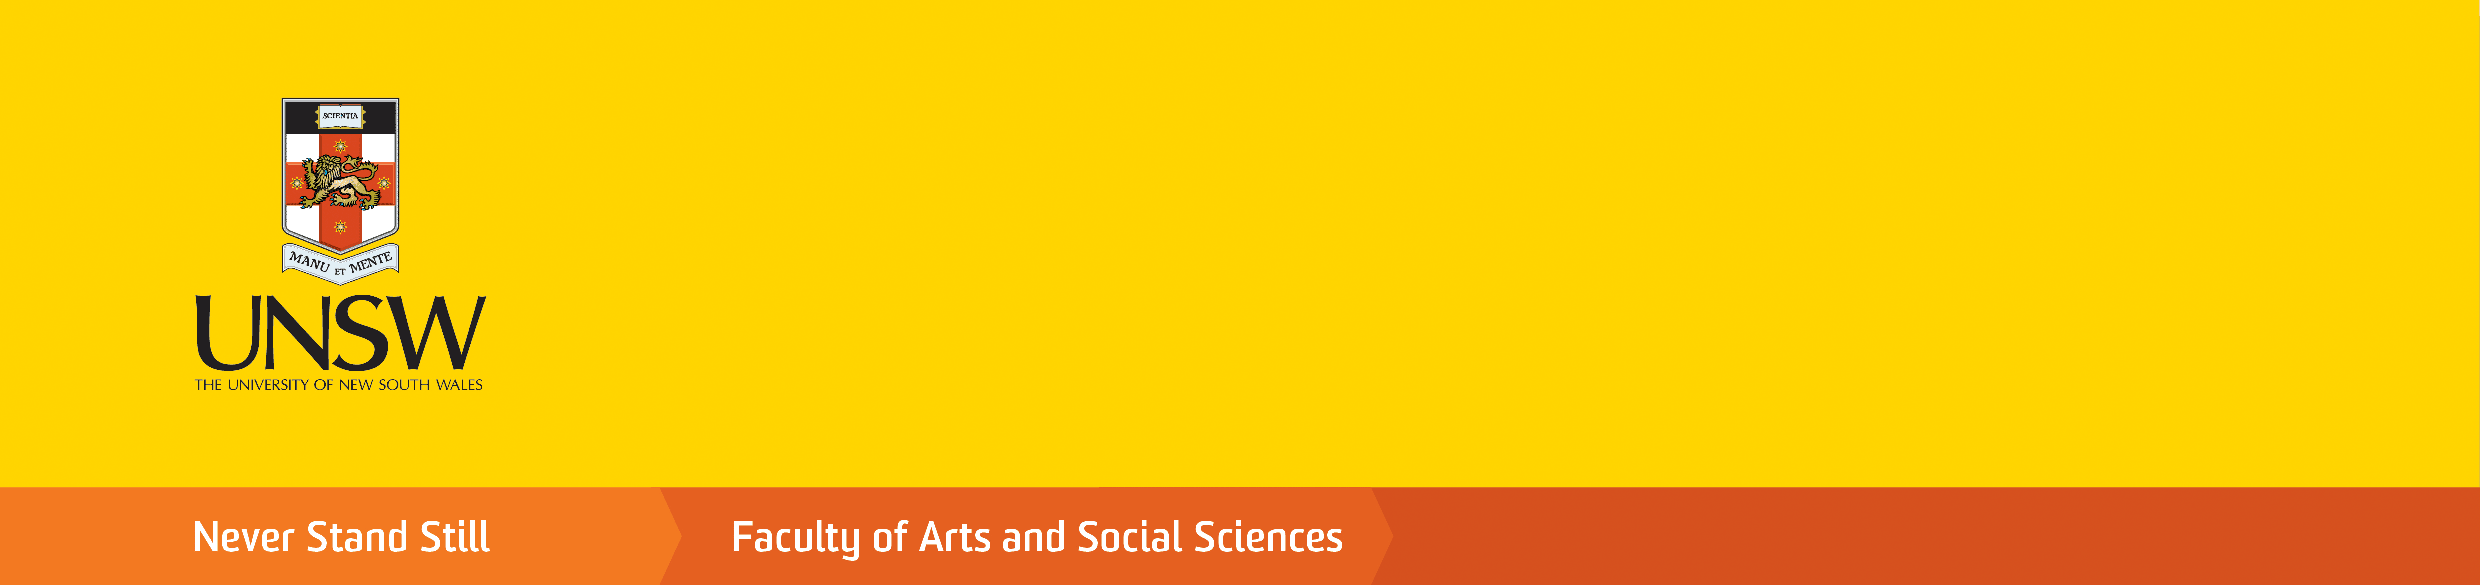 SCIENTIA
MANU ET MENTE
UNSW
THE UNIVERSITY OF NEW SOUTH WALES
Never Stand Still
Faculty of Arts and Social Sciences